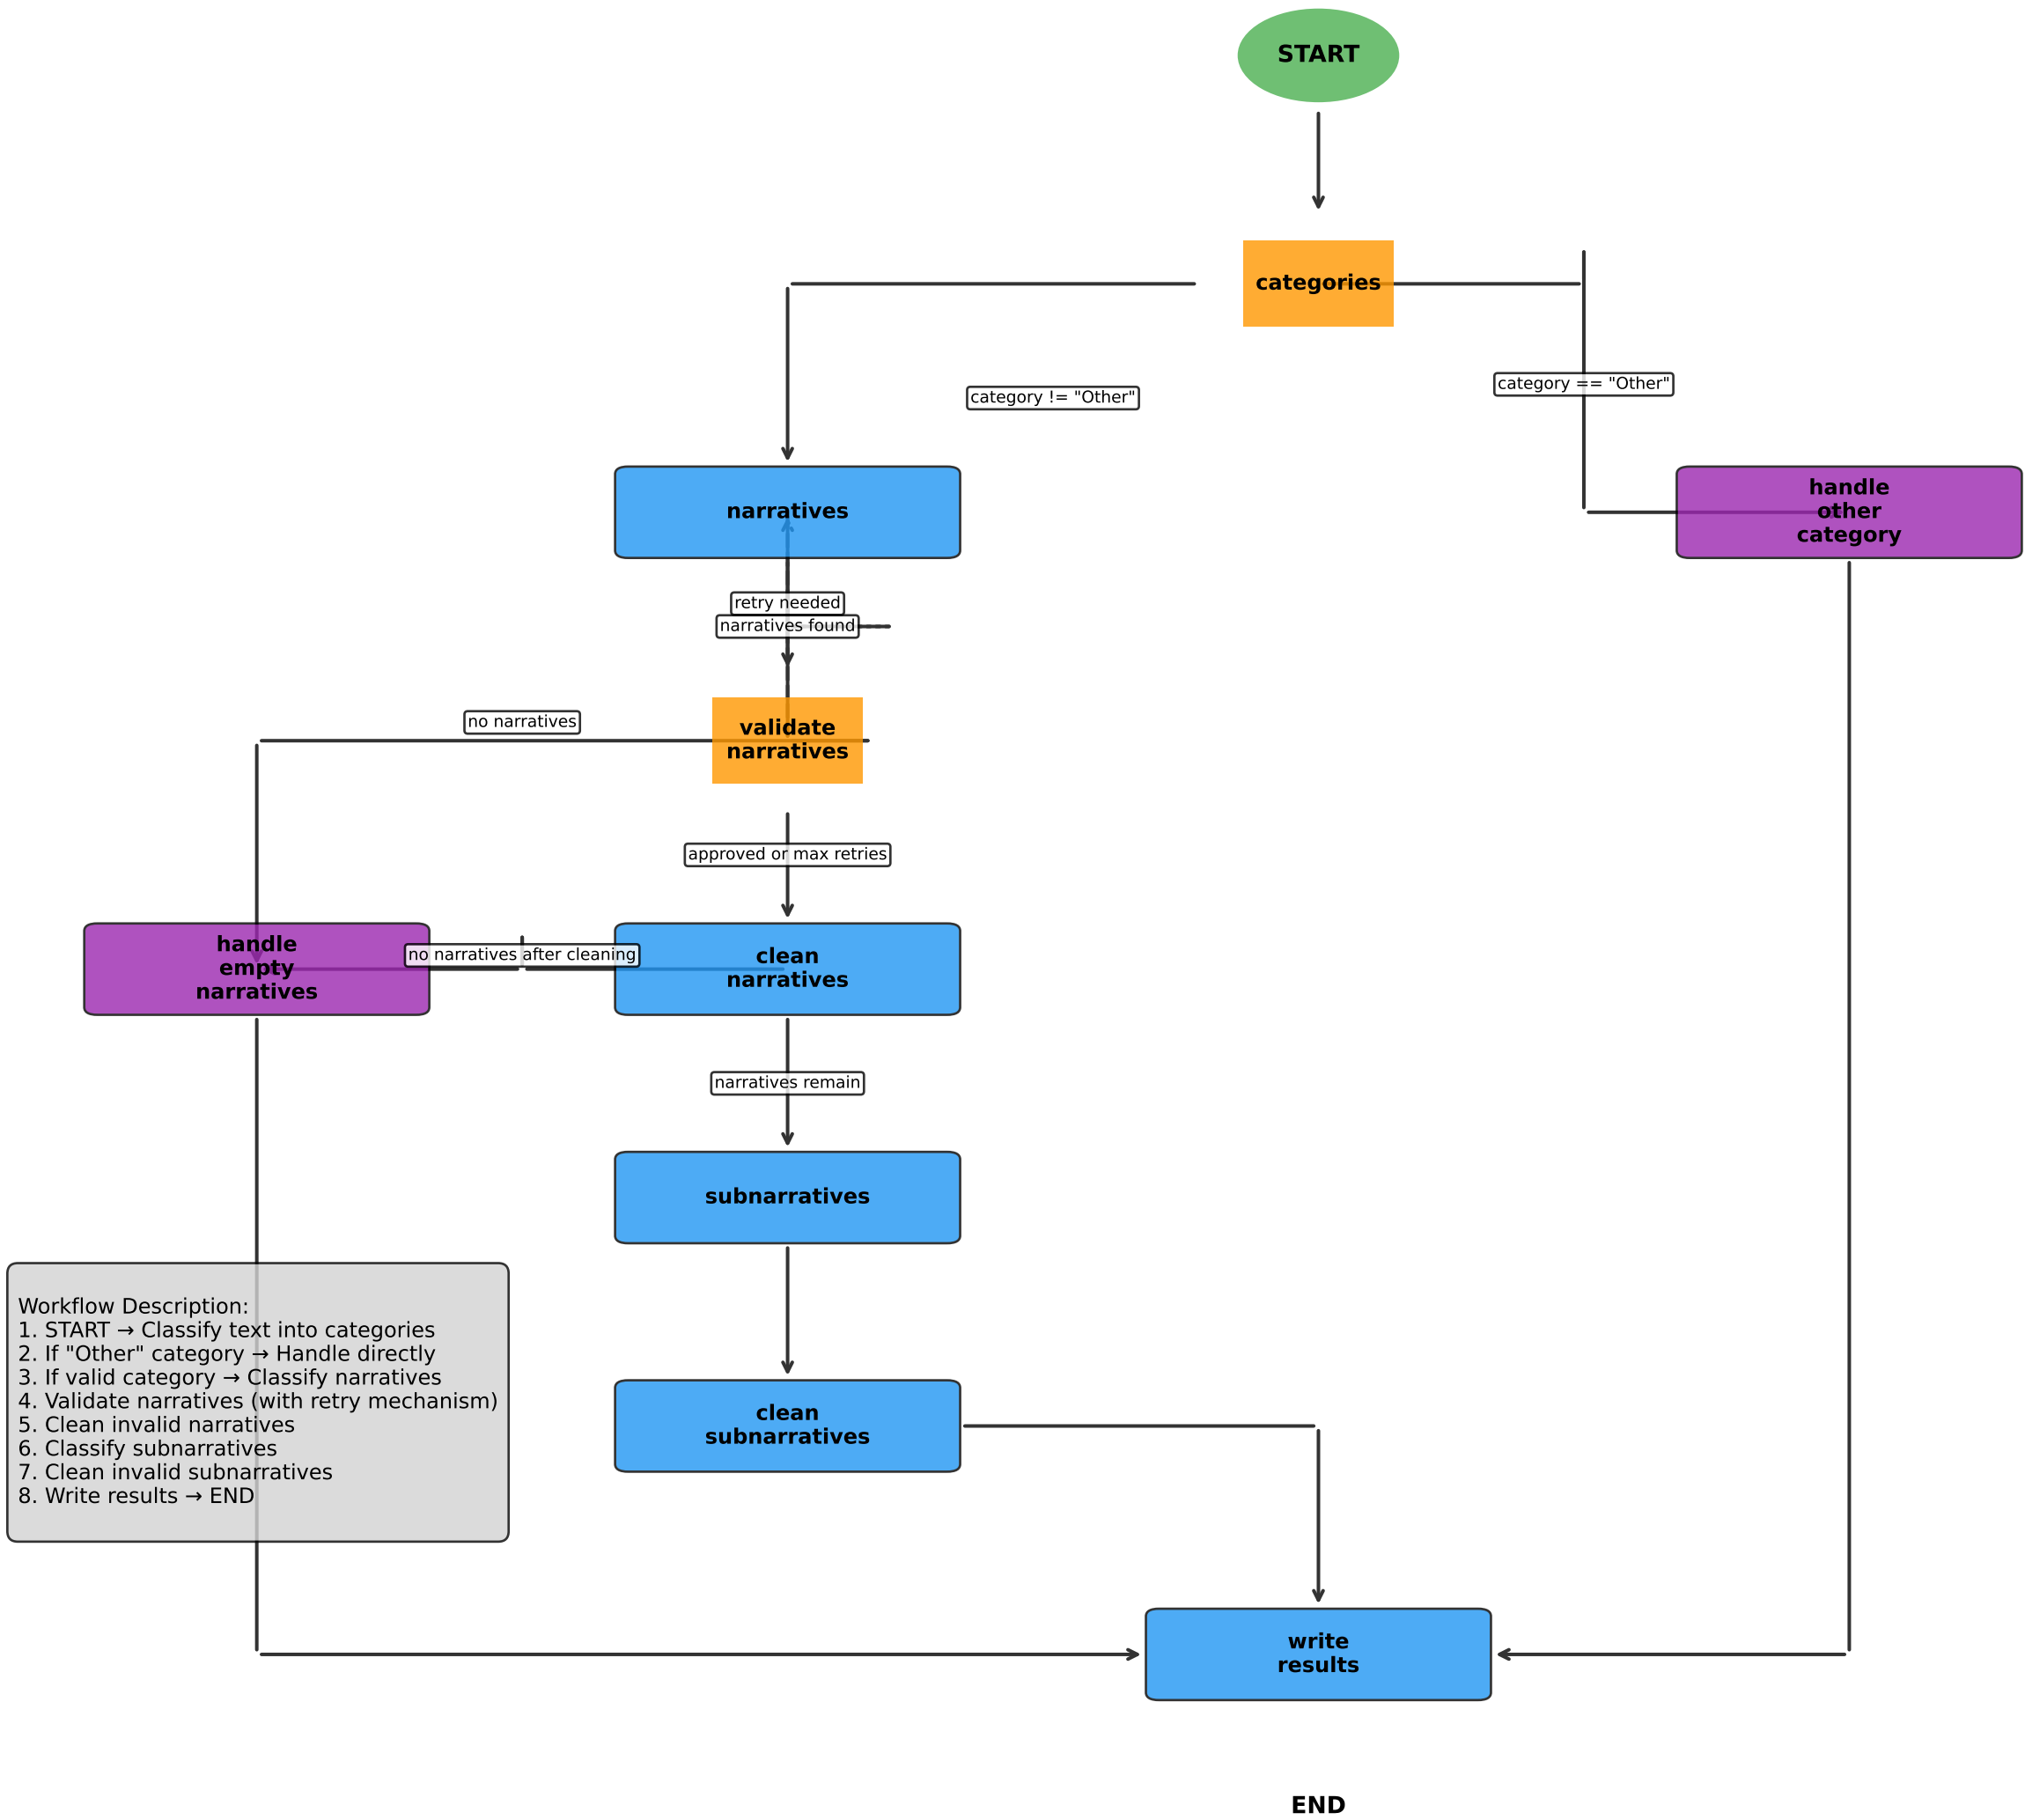 START
categories
category != "Other"
category == "Other"
narratives
handle
other
category
retry needed
narratives found
no narratives
validate
narratives
approved or max retries
handle
empty
narratives
no narratives after cleaning
clean
narratives
narratives remain
subnarratives
Workflow Description:
1. START → Classify text into categories
2. If "Other" category → Handle directly
3. If valid category → Classify narratives
4. Validate narratives (with retry mechanism)
5. Clean invalid narratives
6. Classify subnarratives
7. Clean invalid subnarratives
8. Write results → END
clean
subnarratives
write
results
END